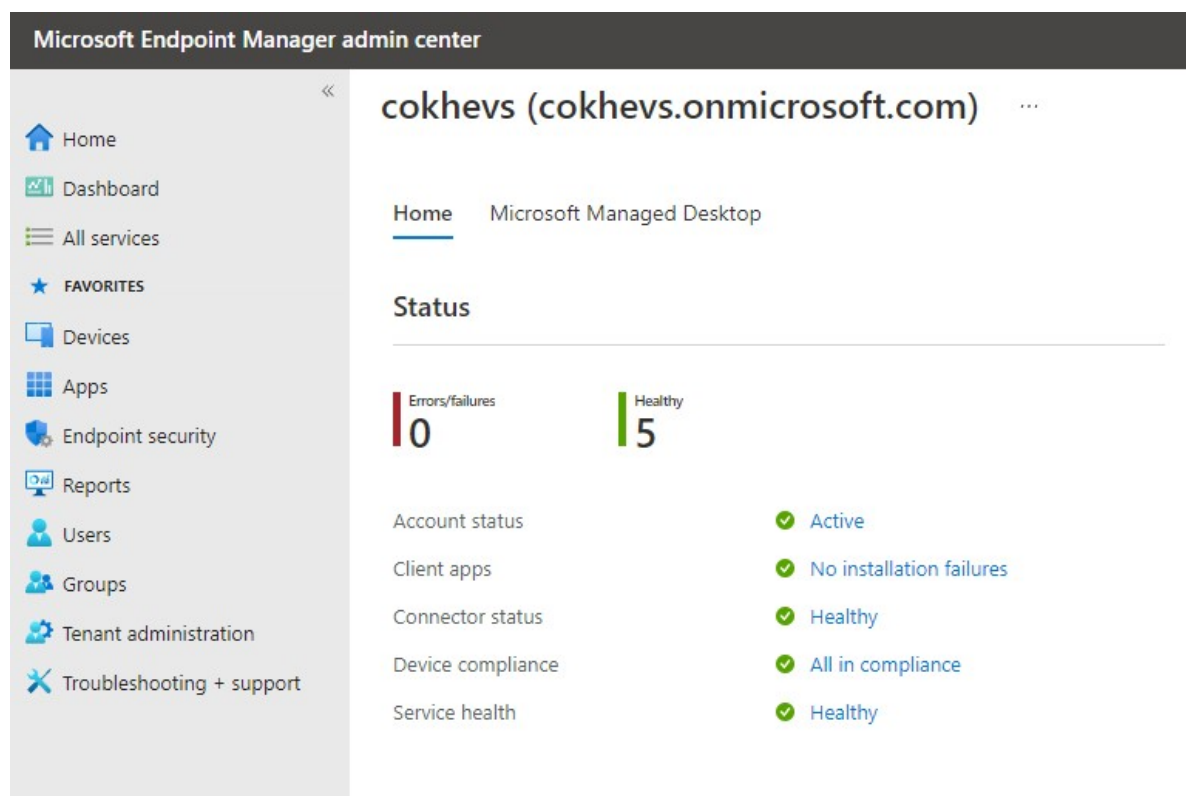 Microsoft Endpoint Manager admin center
«
Home
Dashboard
All services
FAVORITES
Devices
Apps
Endpoint security
Reports
Users
Groups
Tenant administration
Troubleshooting + support
cokhevs (cokhevs.onmicrosoft.com) ...
Home Microsoft Managed Desktop
Status
Errors/failures Healthy
0 5
Account status Active
Client apps No installation failures
Connector status Healthy
Device compliance All in compliance
Service health Healthy